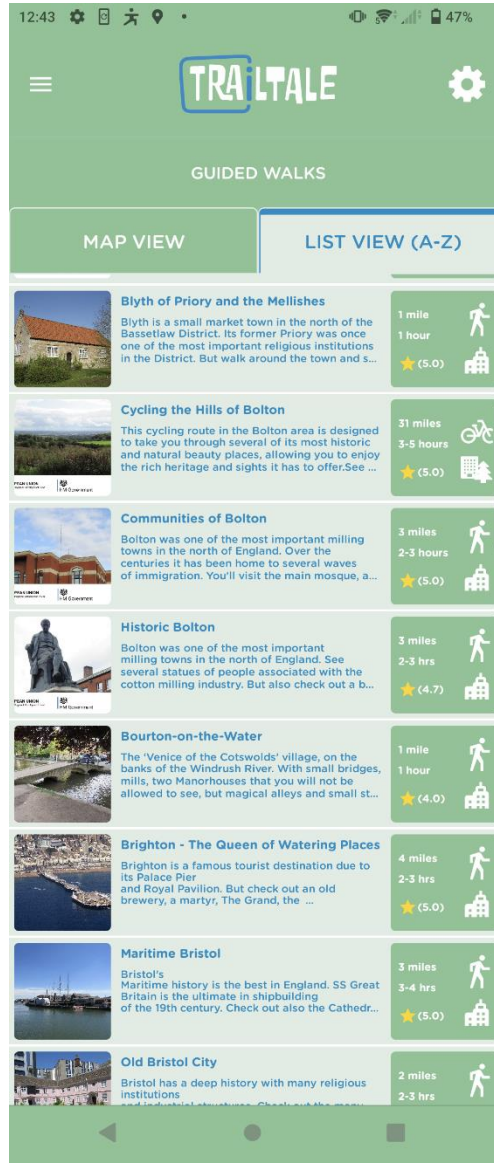 12:43
47%
TRAiLTALE
GUIDED WALKS
MAP VIEW
LIST VIEW (A-Z)
Blyth of Priory and the Mellishes
Blyth is a small market town in the north of the
Bassetlaw District. Its former Priory was once
one of the most important religious institutions
in the District. But walk around the town and s...
1 mile
1 hour
(5.0)
Cycling the Hills of Bolton
This cycling route in the Bolton area is designed
to take you through several of its most historic
and natural beauty places, allowing you to enjoy
the rich heritage and sights it has to offer.See ...
HM Government
31 miles
3-5 hours
(5.0)
Communities of Bolton
Bolton was one of the most important milling
towns in the north of England. Over the
centuries it has been home to several waves
of immigration. You'll visit the main mosque, a...
HM Government
3 miles
2-3 hours
(5.0)
Historic Bolton
Bolton was one of the most important
milling towns in the north of England. See
several statues of people associated with the
cotton milling industry. But also check out a b...
HM Government
3 miles
2-3 hrs
(4.7)
Bourton-on-the-Water
The 'Venice of the Cotswolds' village, on the
banks of the Windrush River. With small bridges,
mills, two Manorhouses that you will not be
allowed to see, but magical alleys and small st...
1 mile
1 hour
(4.0)
Brighton - The Queen of Watering Places
Brighton is a famous tourist destination due to
its Palace Pier
and Royal Pavilion. But check out an old
brewery, a martyr, The Grand, the ...
4 miles
2-3 hrs
(5.0)
Maritime Bristol
Bristol's
Maritime history is the best in England. SS Great
Britain is the ultimate in shipbuilding
of the 19th century. Check out also the Cathedr...
3 miles
3-4 hrs
(5.0)
Old Bristol City
Bristol has a deep history with many religious
institutions
and industrial structures. Check out the many
2 miles
2-3 hrs